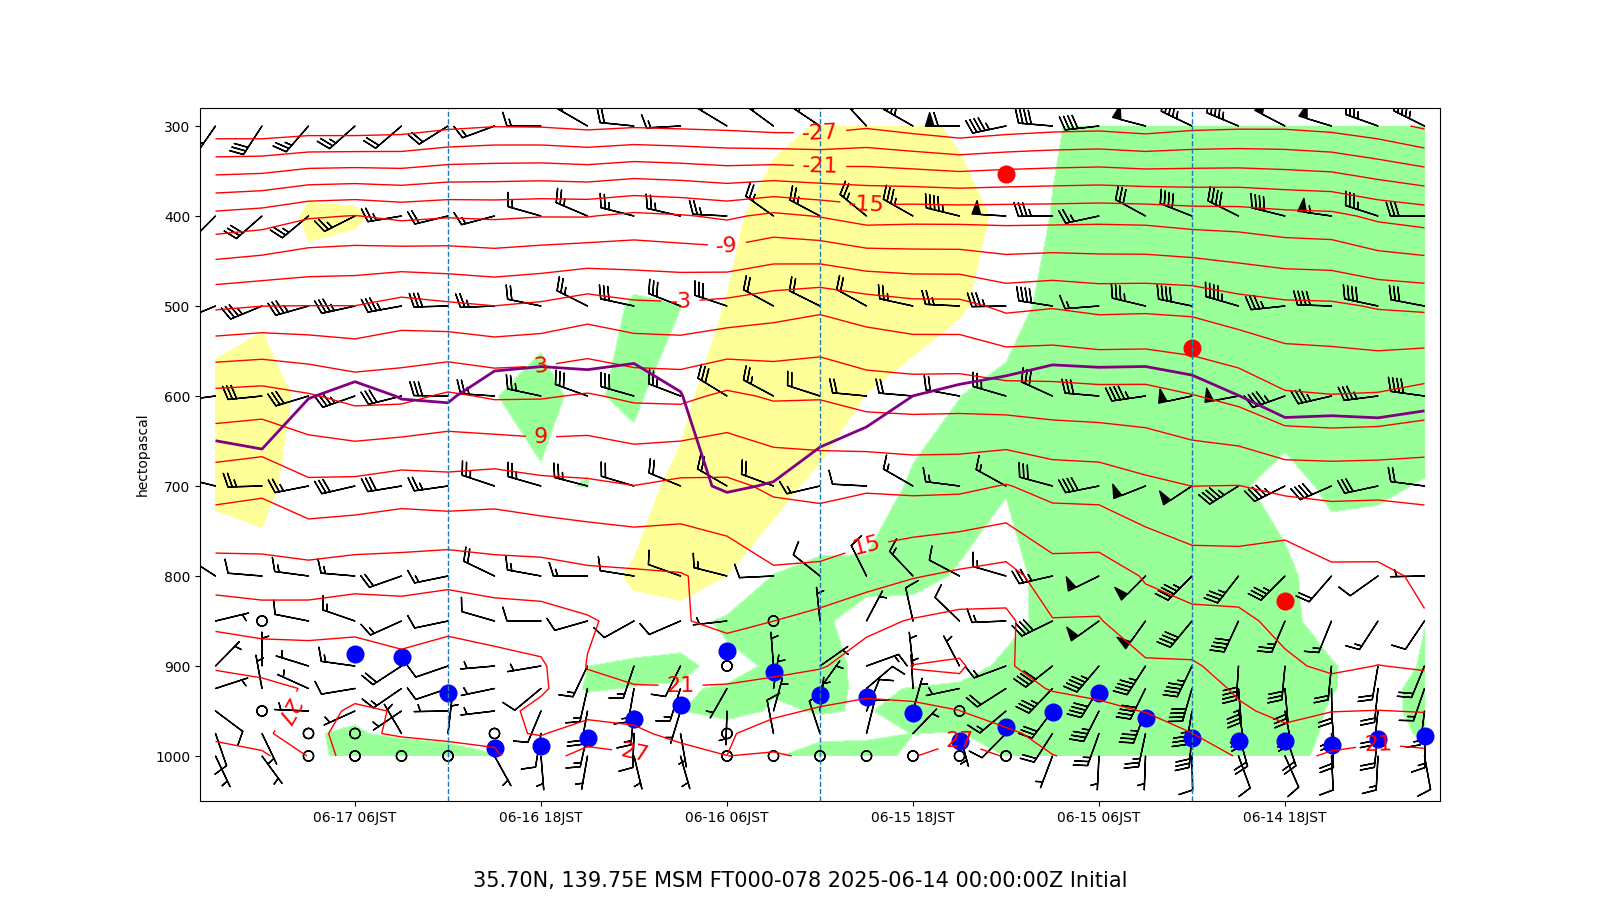 300
400
500
600
700
800
900
1000
hectopascal
-27
-21
-15
-9
-3
3
9
15
21
27
27
27
21
06-17 06JST
06-16 18JST
06-16 06JST
06-15 18JST
06-15 06JST
06-14 18JST
35.70N, 139.75E MSM FT000-078 2025-06-14 00:00:00Z Initial